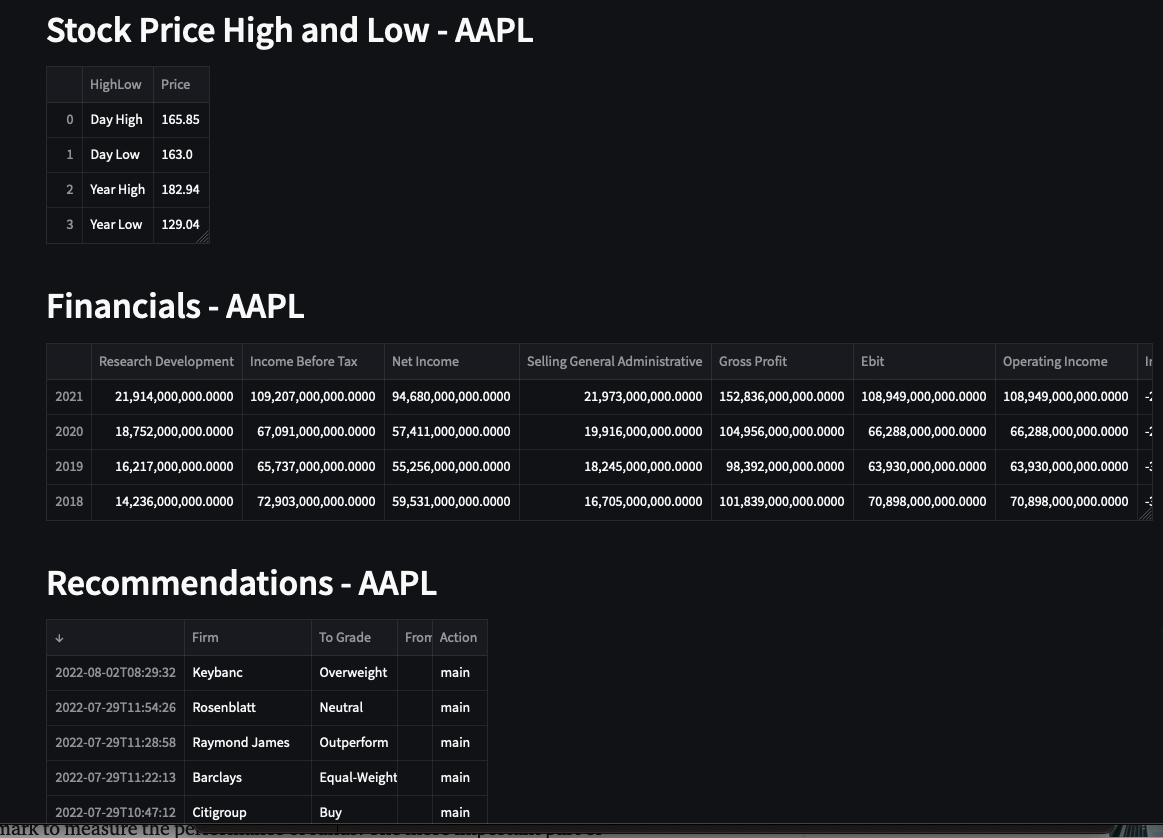 Stock Price High and Low - AAPL
HighLow Price
0 Day High 165.85
1 Day Low 163.0
2 Year High 182.94
3 Year Low 129.04
Financials - AAPL
Research Development Income Before Tax Net Income Selling General Administrative Gross Profit Ebit Operating Income
2021 21,914,000,000.0000 109,207,000,000.0000 94,680,000,000.0000 21,973,000,000.0000 152,836,000,000.0000 108,949,000,000.0000 108,949,000,000.0000
2020 18,752,000,000.0000 67,091,000,000.0000 57,411,000,000.0000 19,916,000,000.0000 104,956,000,000.0000 66,288,000,000.0000 66,288,000,000.0000
2019 16,217,000,000.0000 65,737,000,000.0000 55,256,000,000.0000 18,245,000,000.0000 98,392,000,000.0000 63,930,000,000.0000 63,930,000,000.0000
2018 14,236,000,000.0000 72,903,000,000.0000 59,531,000,000.0000 16,705,000,000.0000 101,839,000,000.0000 70,898,000,000.0000 70,898,000,000.0000
Recommendations - AAPL
↓ Firm To Grade From Action
2022-08-02T08:29:32 Keybanc Overweight main
2022-07-29T11:54:26 Rosenblatt Neutral main
2022-07-29T11:28:58 Raymond James Outperform main
2022-07-29T11:22:13 Barclays Equal-Weight main
2022-07-29T10:47:12 Citigroup Buy main
mark to measure the